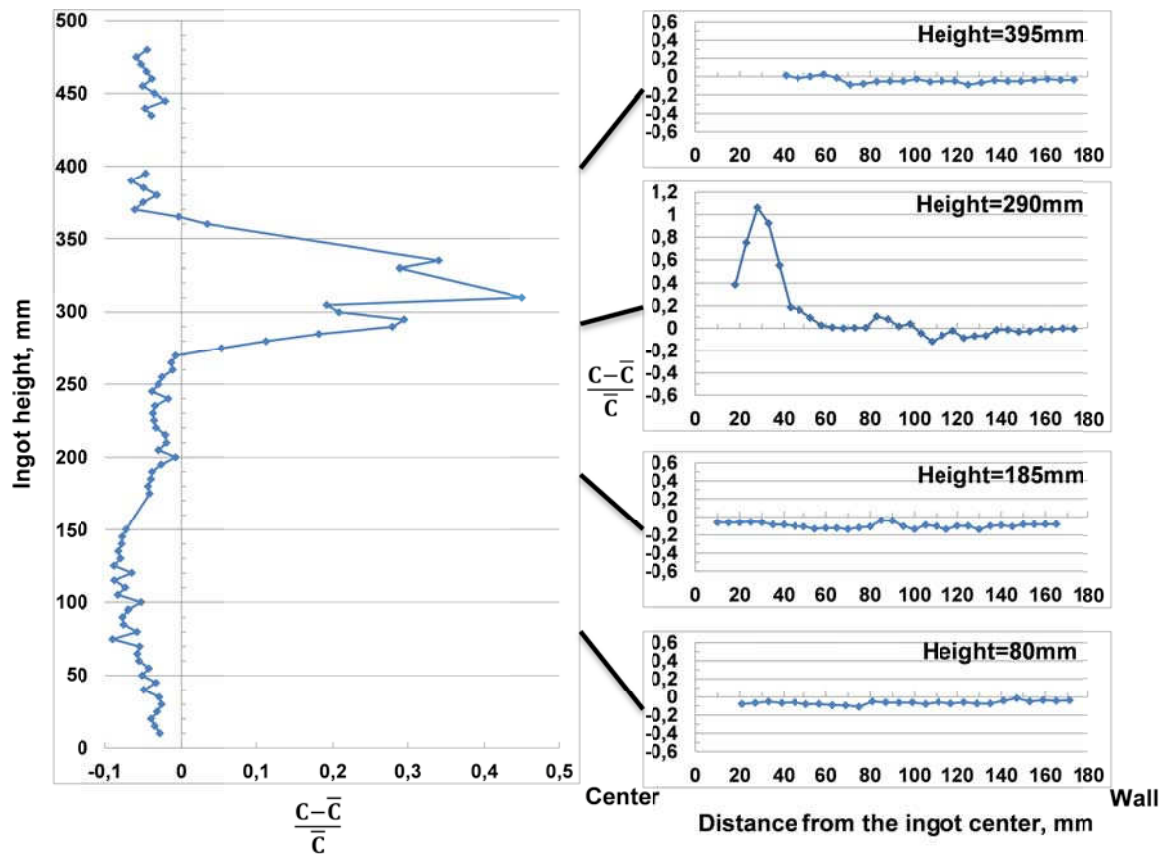 500
450
400
350
300
250
200
150
100
50
0
Ingot height, mm
-0,1 0 0,1 0,2 0,3 0,4 0,5
C−C̅
C̅
0,6
0,4
0,2
0
-0,2
-0,4
-0,6
Height=395mm
0 20 40 60 80 100 120 140 160 180
1,2
1
0,8
0,6
0,4
0,2
0
-0,2
-0,4
-0,6
Height=290mm
0 20 40 60 80 100 120 140 160 180
C−C̅
C̅
0,6
0,4
0,2
0
-0,2
-0,4
-0,6
Height=185mm
0 20 40 60 80 100 120 140 160 180
0,6
0,4
0,2
0
-0,2
-0,4
-0,6
Height=80mm
0 20 40 60 80 100 120 140 160 180
Center Wall
Distance from the ingot center, mm